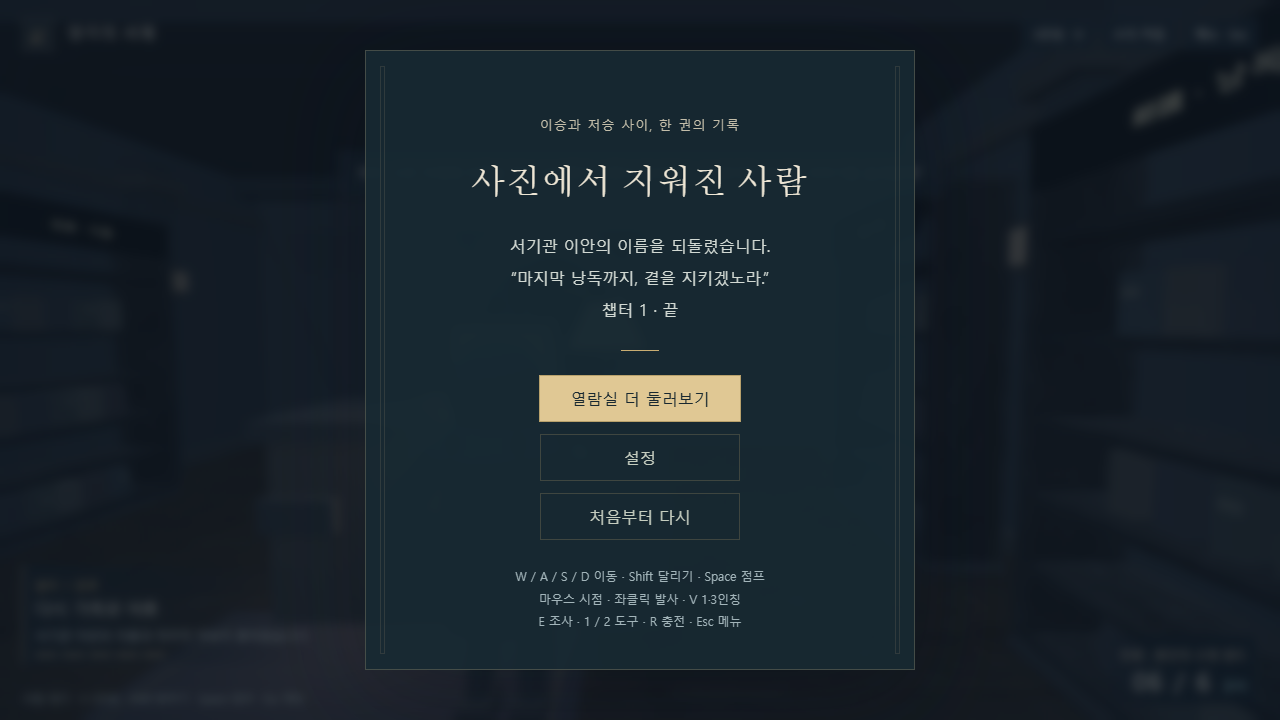 이승과 저승 사이, 한 권의 기록
사진에서 지워진 사람
서기관 이안의 이름을 되돌렸습니다.
“마지막 낭독까지, 곁을 지키겠노라.”
챕터 1 · 끝
열람실 더 둘러보기
설정
처음부터 다시
W / A / S / D 이동 · Shift 달리기 · Space 점프
마우스 시점 · 좌클릭 발사 · V 1·3인칭
E 조사 · 1 / 2 도구 · R 충전 · Esc 메뉴